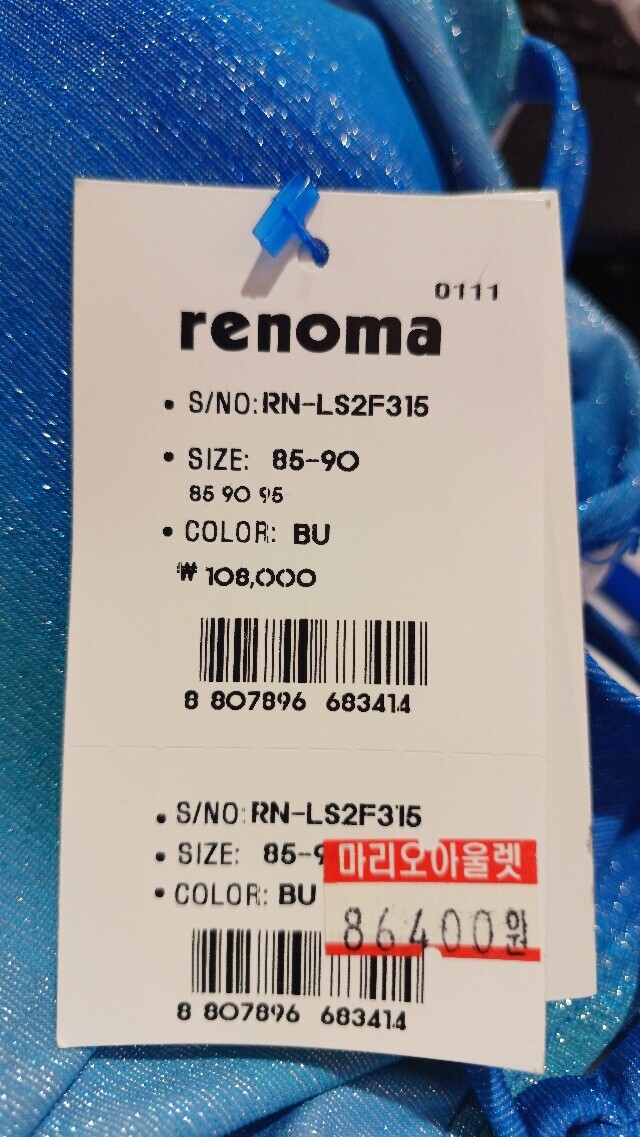 0111
renoma
• S/NO: RN-LS2F315
• SIZE: 85-90
85 90 95
• COLOR: BU
₩ 108,000
8 807896 683414
• S/NO: RN-LS2F315
• SIZE: 85-9
마리오아울렛
• COLOR: BU
86400원
8 807896 683414